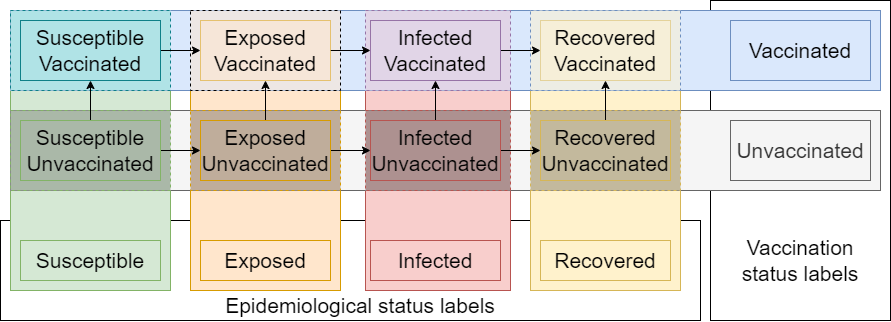 Susceptible
Vaccinated
Exposed
Vaccinated
Infected
Vaccinated
Recovered
Vaccinated
Vaccinated
Susceptible
Unvaccinated
Exposed
Unvaccinated
Infected
Unvaccinated
Recovered
Unvaccinated
Unvaccinated
Susceptible
Exposed
Infected
Recovered
Vaccination
status labels
Epidemiological status labels